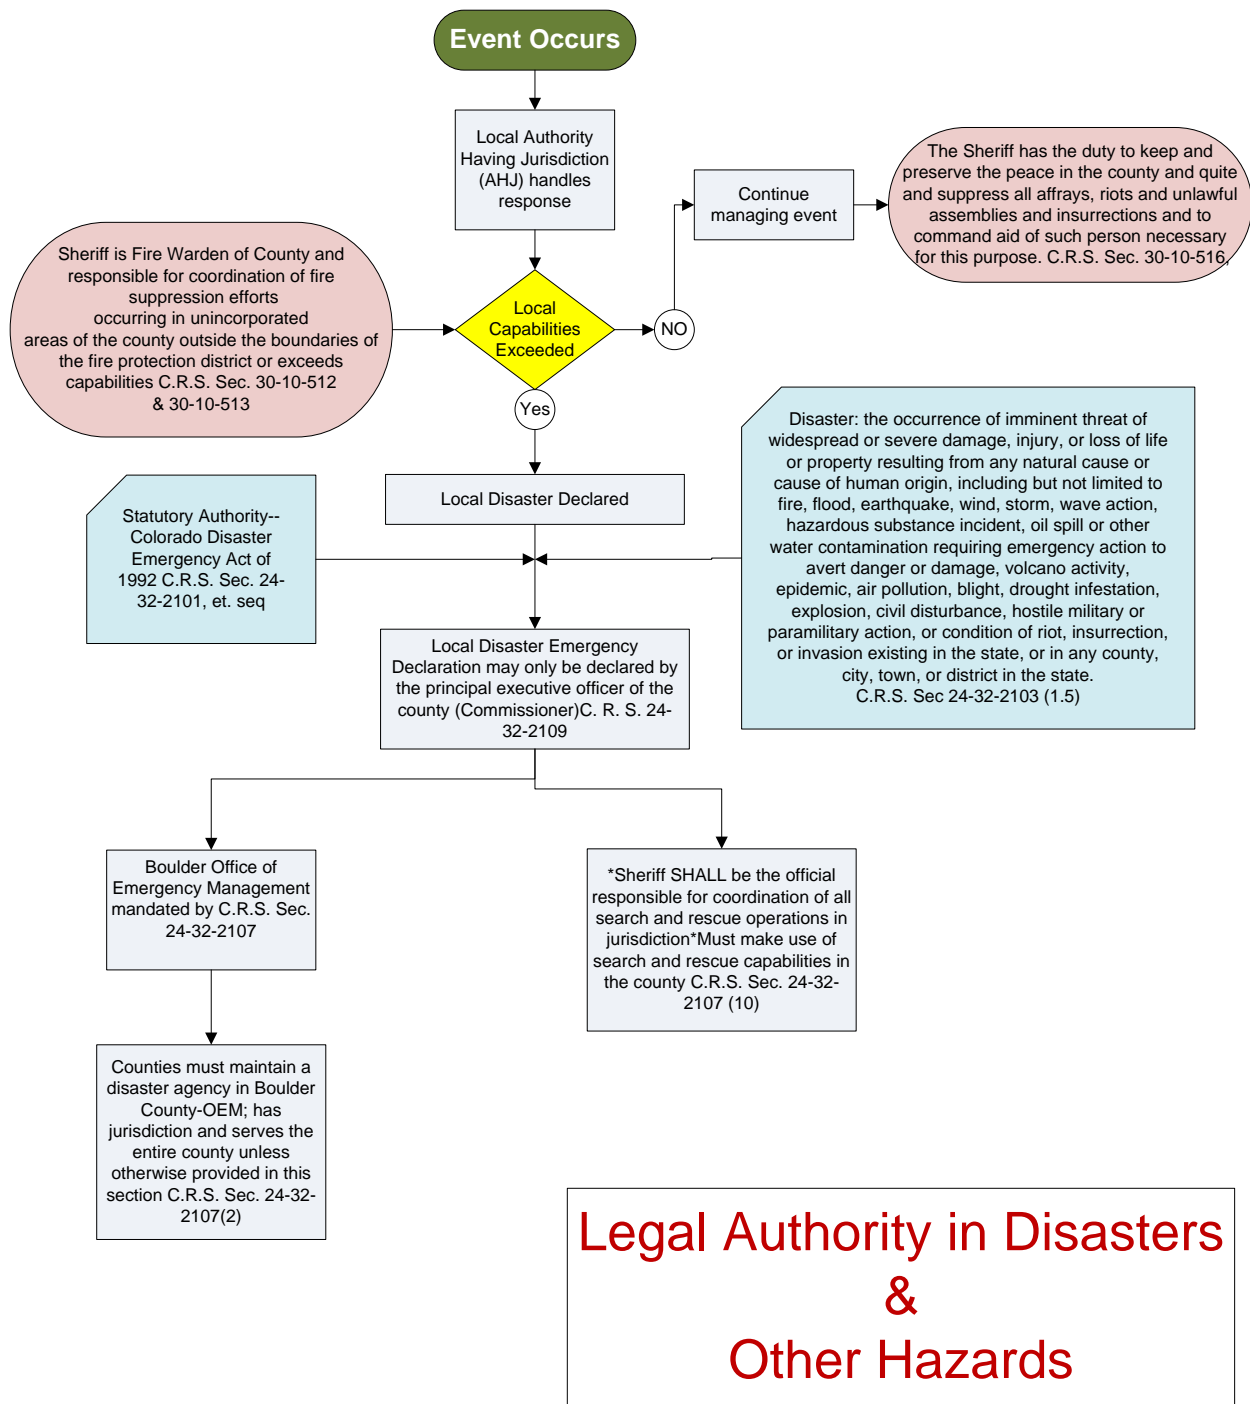 Event Occurs
Local Authority
Having Jurisdiction
(AHJ) handles
response
Continue
managing event
The Sheriff has the duty to keep and
preserve the peace in the county and quite
and suppress all affrays, riots and unlawful
assemblies and insurrections and to
command aid of such person necessary
for this purpose. C.R.S. Sec. 30-10-516,
Sheriff is Fire Warden of County and
responsible for coordination of fire
suppression efforts
occurring in unincorporated
areas of the county outside the boundaries of
the fire protection district or exceeds
capabilities C.R.S. Sec. 30-10-512
& 30-10-513
Local
Capabilities
Exceeded
NO
Yes
Local Disaster Declared
Statutory Authority--
Colorado Disaster
Emergency Act of
1992 C.R.S. Sec. 24-
32-2101, et. seq
Disaster: the occurrence of imminent threat of
widespread or severe damage, injury, or loss of life
or property resulting from any natural cause or
cause of human origin, including but not limited to
fire, flood, earthquake, wind, storm, wave action,
hazardous substance incident, oil spill or other
water contamination requiring emergency action to
avert danger or damage, volcano activity,
epidemic, air pollution, blight, drought infestation,
explosion, civil disturbance, hostile military or
paramilitary action, or condition of riot, insurrection,
or invasion existing in the state, or in any county,
city, town, or district in the state.
C.R.S. Sec 24-32-2103 (1.5)
Local Disaster Emergency
Declaration may only be declared by
the principal executive officer of the
county (Commissioner)C. R. S. 24-
32-2109
Boulder Office of
Emergency Management
mandated by C.R.S. Sec.
24-32-2107
*Sheriff SHALL be the official
responsible for coordination of all
search and rescue operations in
jurisdiction*Must make use of
search and rescue capabilities in
the county C.R.S. Sec. 24-32-
2107 (10)
Counties must maintain a
disaster agency in Boulder
County-OEM; has
jurisdiction and serves the
entire county unless
otherwise provided in this
section C.R.S. Sec. 24-32-
2107(2)
Legal Authority in Disasters
&
Other Hazards